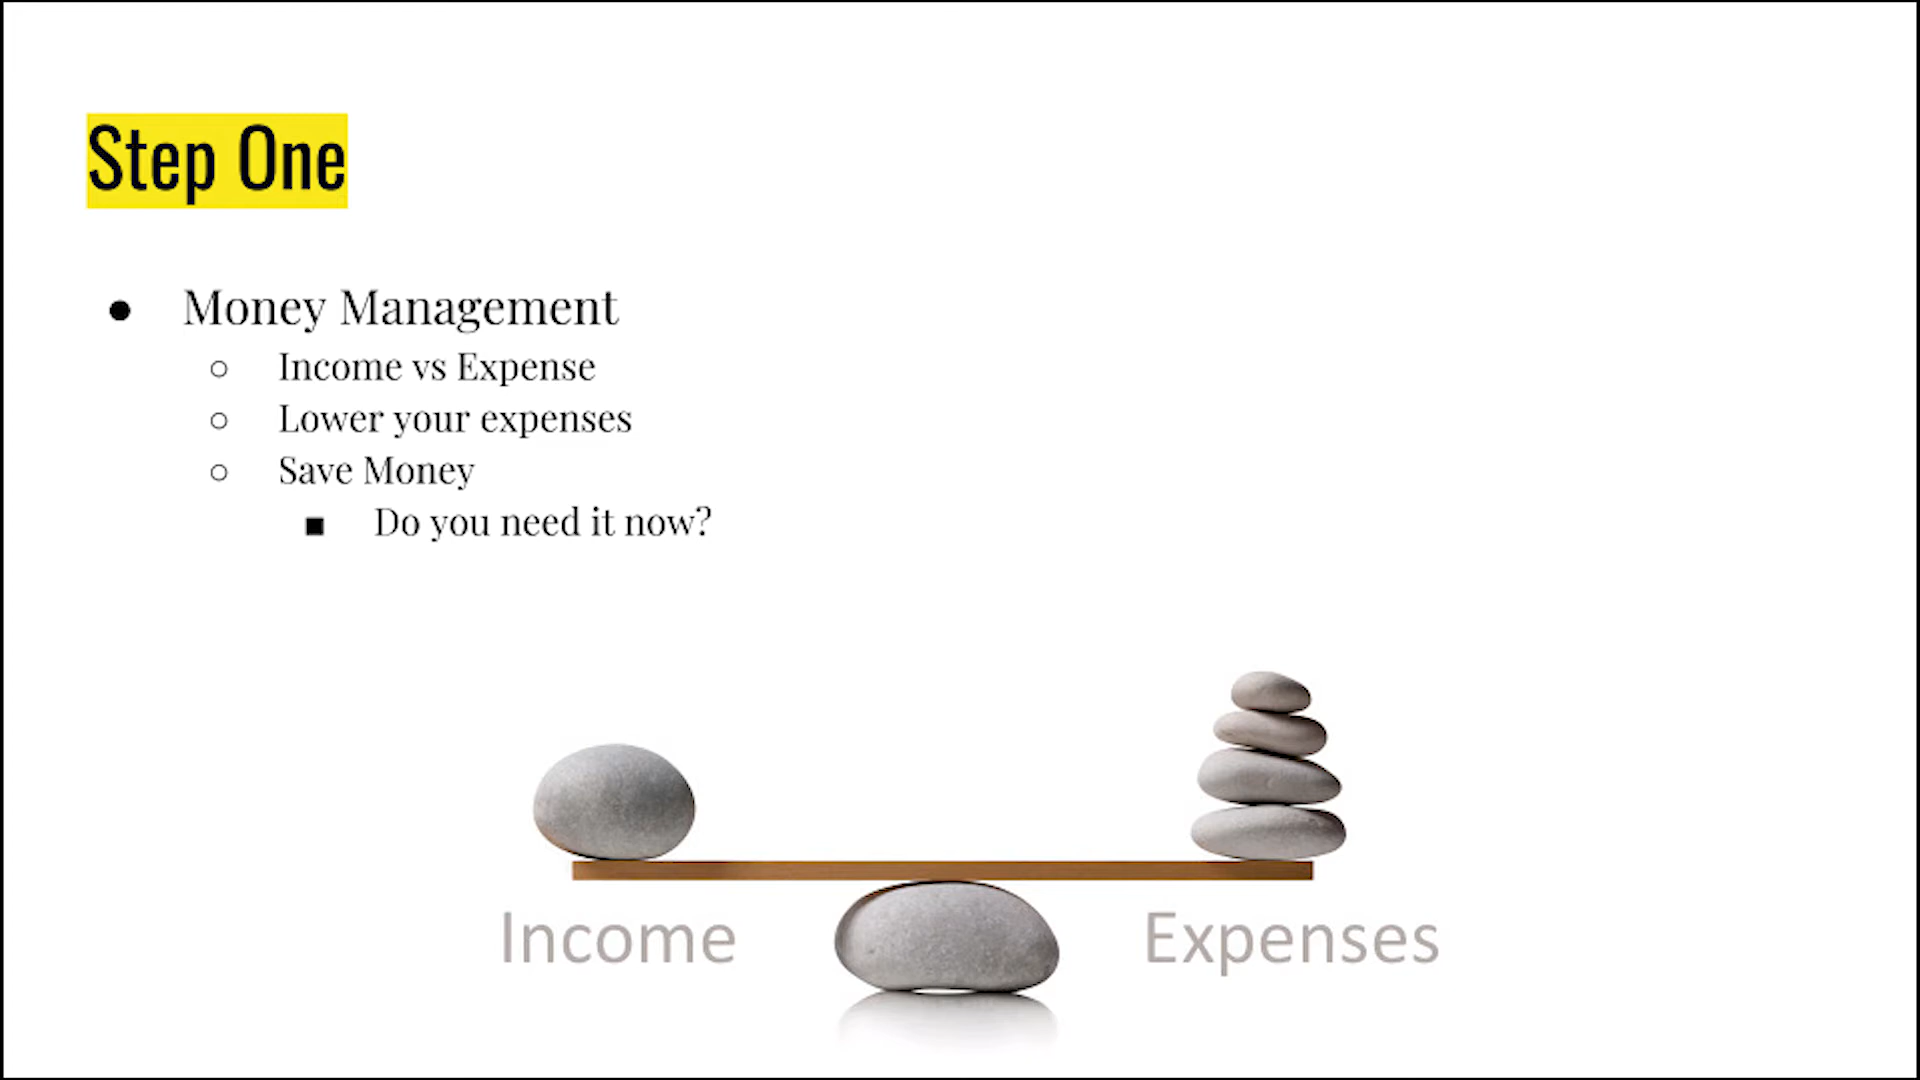 Step One
Money Management
Income vs Expense
Lower your expenses
Save Money
Do you need it now?
Income
Expenses